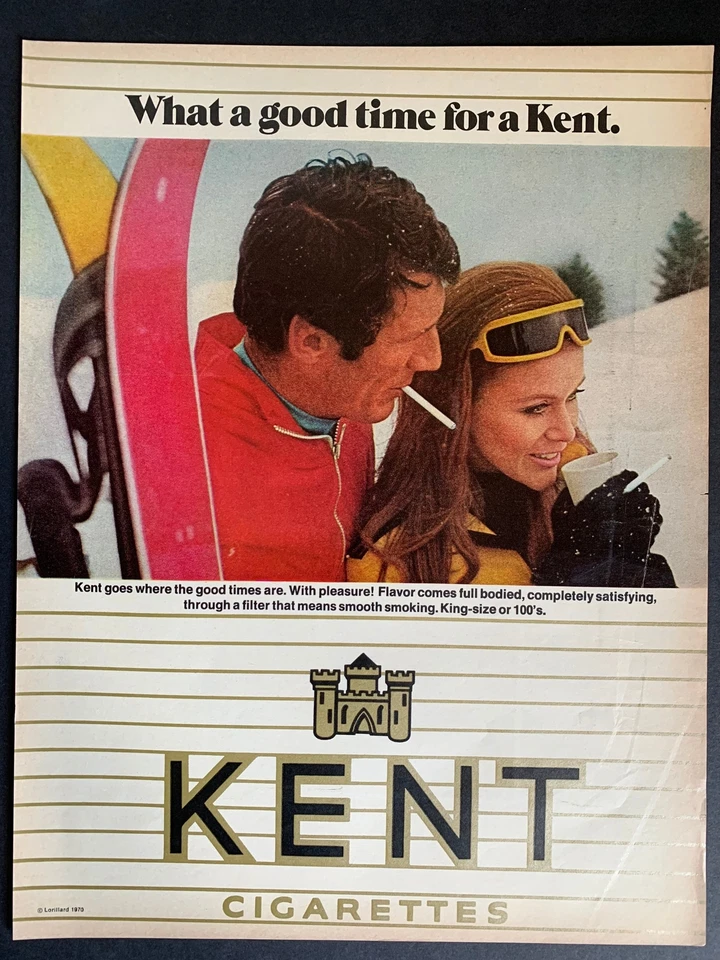 What a good time for a Kent.
Kent goes where the good times are. With pleasure! Flavor comes full bodied, completely satisfying,
through a filter that means smooth smoking. King-size or 100's.
KENT
© Lorillard 1970
CIGARETTES